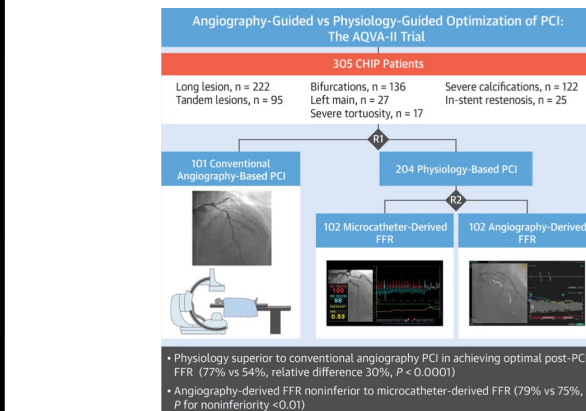 Angiography-Guided vs Physiology-Guided Optimization of PCI:
The AQVA-II Trial
305 CHIP Patients
Long lesion, n = 222
Tandem lesions, n = 95
Bifurcations, n = 136
Left main, n = 27
Severe tortuosity, n = 17
Severe calcifications, n = 122
In-stent restenosis, n = 25
R1
101 Conventional
Angiography-Based PCI
204 Physiology-Based PCI
R2
102 Microcatheter-Derived
FFR
102 Angiography-Derived
FFR
100
98
0.53
• Physiology superior to conventional angiography PCI in achieving optimal post-PCI
FFR (77% vs 54%, relative difference 30%, P < 0.0001)
• Angiography-derived FFR noninferior to microcatheter-derived FFR (79% vs 75%,
P for noninferiority <0.01)